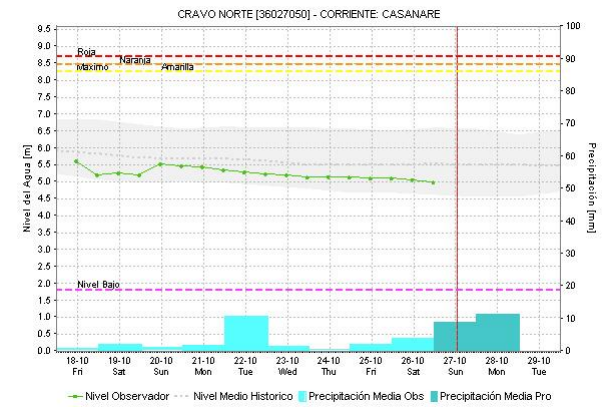 CRAVO NORTE [36027050] - CORRIENTE: CASANARE
Nivel del Agua [m]
9.5
9.0
8.5
8.0
7.5
7.0
6.5
6.0
5.5
5.0
4.5
4.0
3.5
3.0
2.5
2.0
1.5
1.0
0.5
0.0
Roja
Naranja
Máximo
Amarilla
Nivel Bajo
100
90
80
70
60
50
40
30
20
10
0
Precipitación [mm]
18-10 19-10 20-10 21-10 22-10 23-10 24-10 25-10 26-10 27-10 28-10 29-10
Fri Sat Sun Mon Tue Wed Thu Fri Sat Sun Mon Tue
Nivel Observador Nivel Medio Historico Precipitación Media Obs Precipitación Media Pro